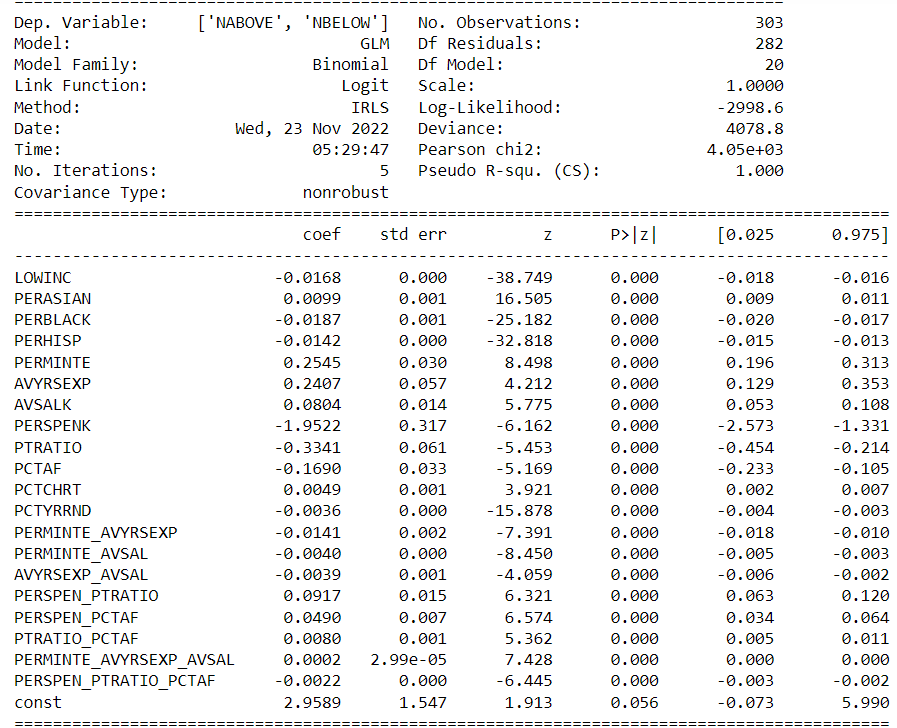 Dep. Variable: ['NABOVE', 'NBELOW'] No. Observations: 303
Model: GLM Df Residuals: 282
Model Family: Binomial Df Model: 20
Link Function: Logit Scale: 1.0000
Method: IRLS Log-Likelihood: -2998.6
Date: Wed, 23 Nov 2022 Deviance: 4078.8
Time: 05:29:47 Pearson chi2: 4.05e+03
No. Iterations: 5 Pseudo R-squ. (CS): 1.000
Covariance Type: nonrobust
coef std err z P>|z| [0.025 0.975]
LOWINC -0.0168 0.000 -38.749 0.000 -0.018 -0.016
PERASIAN 0.0099 0.001 16.505 0.000 0.009 0.011
PERBLACK -0.0187 0.001 -25.182 0.000 -0.020 -0.017
PERHISP -0.0142 0.000 -32.818 0.000 -0.015 -0.013
PERMINTE 0.2545 0.030 8.498 0.000 0.196 0.313
AVYRSEXP 0.2407 0.057 4.212 0.000 0.129 0.353
AVSALK 0.0804 0.014 5.775 0.000 0.053 0.108
PERSPENK -1.9522 0.317 -6.162 0.000 -2.573 -1.331
PTRATIO -0.3341 0.061 -5.453 0.000 -0.454 -0.214
PCTAF -0.1690 0.033 -5.169 0.000 -0.233 -0.105
PCTCHRT 0.0049 0.001 3.921 0.000 0.002 0.007
PCTYRRND -0.0036 0.000 -15.878 0.000 -0.004 -0.003
PERMINTE_AVYRSEXP -0.0141 0.002 -7.391 0.000 -0.018 -0.010
PERMINTE_AVSAL -0.0040 0.000 -8.450 0.000 -0.005 -0.003
AVYRSEXP_AVSAL -0.0039 0.001 -4.059 0.000 -0.006 -0.002
PERSPEN_PTRATIO 0.0917 0.015 6.321 0.000 0.063 0.120
PERSPEN_PCTAF 0.0490 0.007 6.574 0.000 0.034 0.064
PTRATIO_PCTAF 0.0080 0.001 5.362 0.000 0.005 0.011
PERMINTE_AVYRSEXP_AVSAL 0.0002 2.99e-05 7.428 0.000 0.000 0.000
PERSPEN_PTRATIO_PCTAF -0.0022 0.000 -6.445 0.000 -0.003 -0.002
const 2.9589 1.547 1.913 0.056 -0.073 5.990